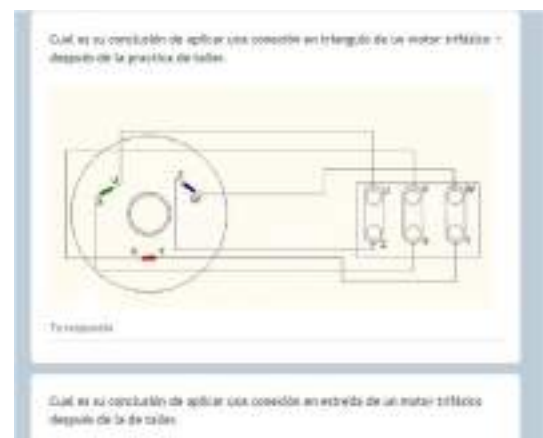 Cual es su conclusión de aplicar una conexión en triangulo de un motor trifásico -
después de la practica de taller.
U V W
Tu respuesta
Cual es su conclusión de aplicar una conexión en estrella de un motor trifásico
después de la de taller.